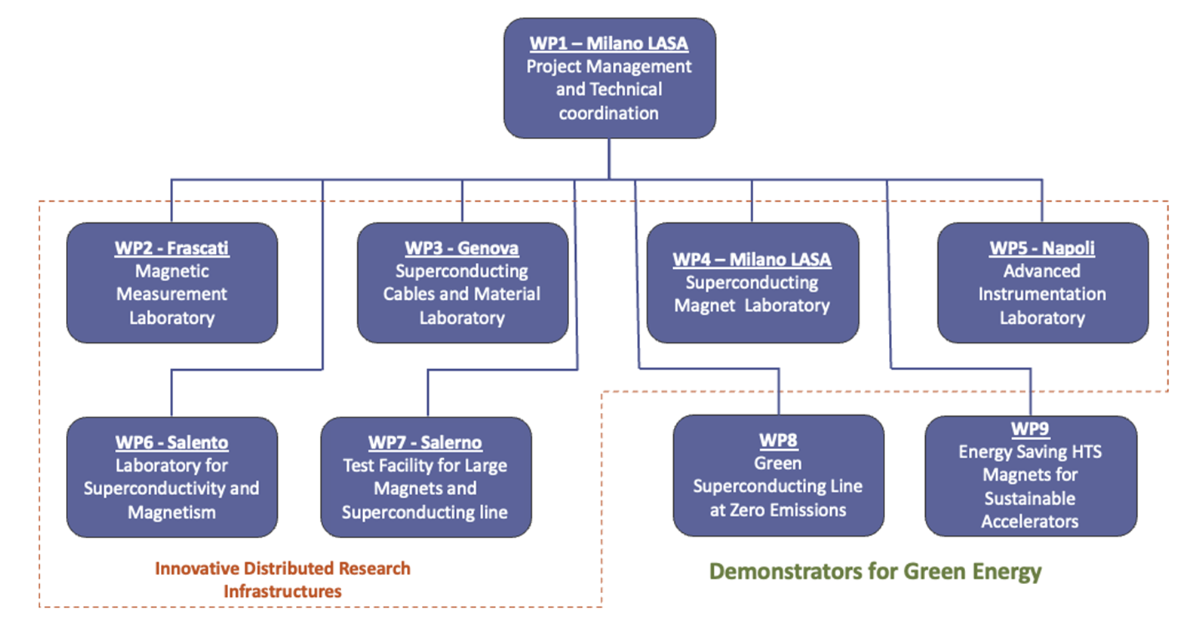 WP1 – Milano LASA
Project Management
and Technical
coordination
WP2 - Frascati
Magnetic
Measurement
Laboratory
WP3 - Genova
Superconducting
Cables and Material
Laboratory
WP4 – Milano LASA
Superconducting
Magnet Laboratory
WP5 - Napoli
Advanced
Instrumentation
Laboratory
WP6 - Salento
Laboratory for
Superconductivity and
Magnetism
WP7 - Salerno
Test Facility for Large
Magnets and
Superconducting line
WP8
Green
Superconducting Line
at Zero Emissions
WP9
Energy Saving HTS
Magnets for
Sustainable
Accelerators
Innovative Distributed Research
Infrastructures
Demonstrators for Green Energy